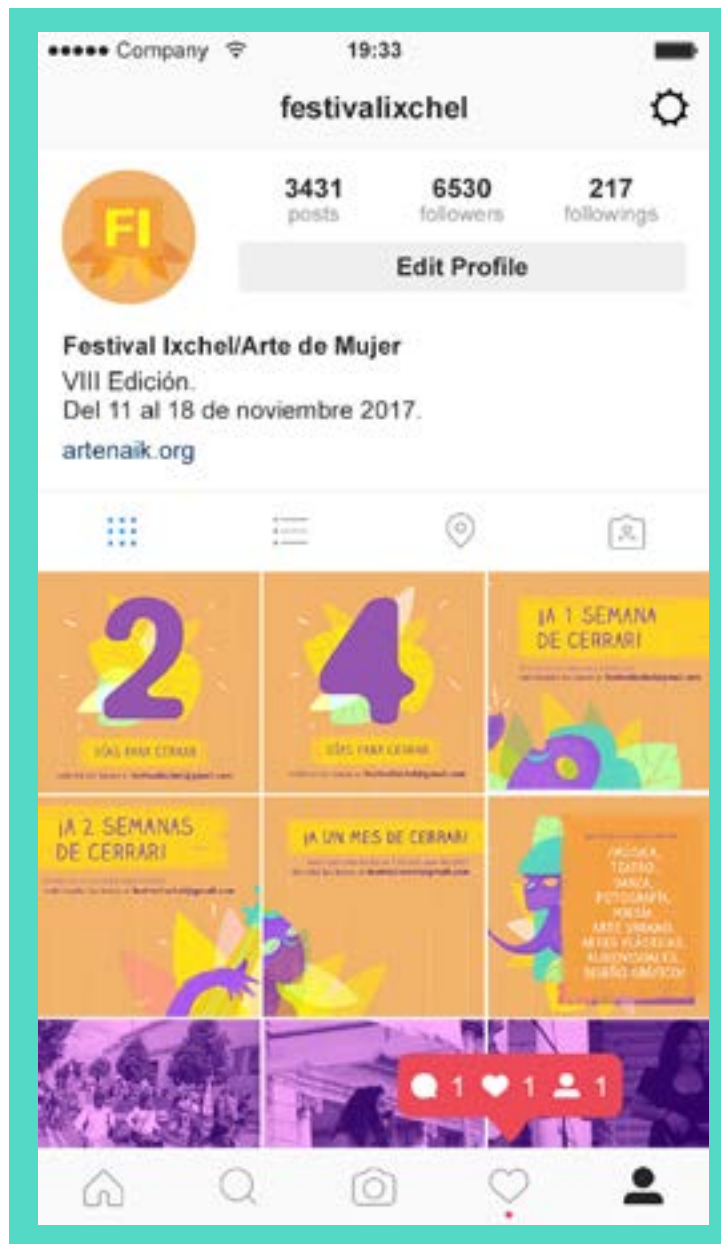 Company 19:33
festivalixchel
FI
3431 6530 217
posts followers followings
Edit Profile
Festival Ixchel/Arte de Mujer
VIII Edición.
Del 11 al 18 de noviembre 2017.
artenaik.org
2
DÍAS PARA CERRAR
4
DÍAS PARA CERRAR
¡A 1 SEMANA
DE CERRAR!
¡A 2 SEMANAS
DE CERRAR!
¡A UN MES DE CERRAR!
¡MÚSICA,
TEATRO,
DANZA,
FOTOGRAFÍA,
POESÍA
ARTE URBANO,
ARTES PLÁSTICAS,
AUDIOVISUALES,
DISEÑO GRÁFICO!
1 1 1